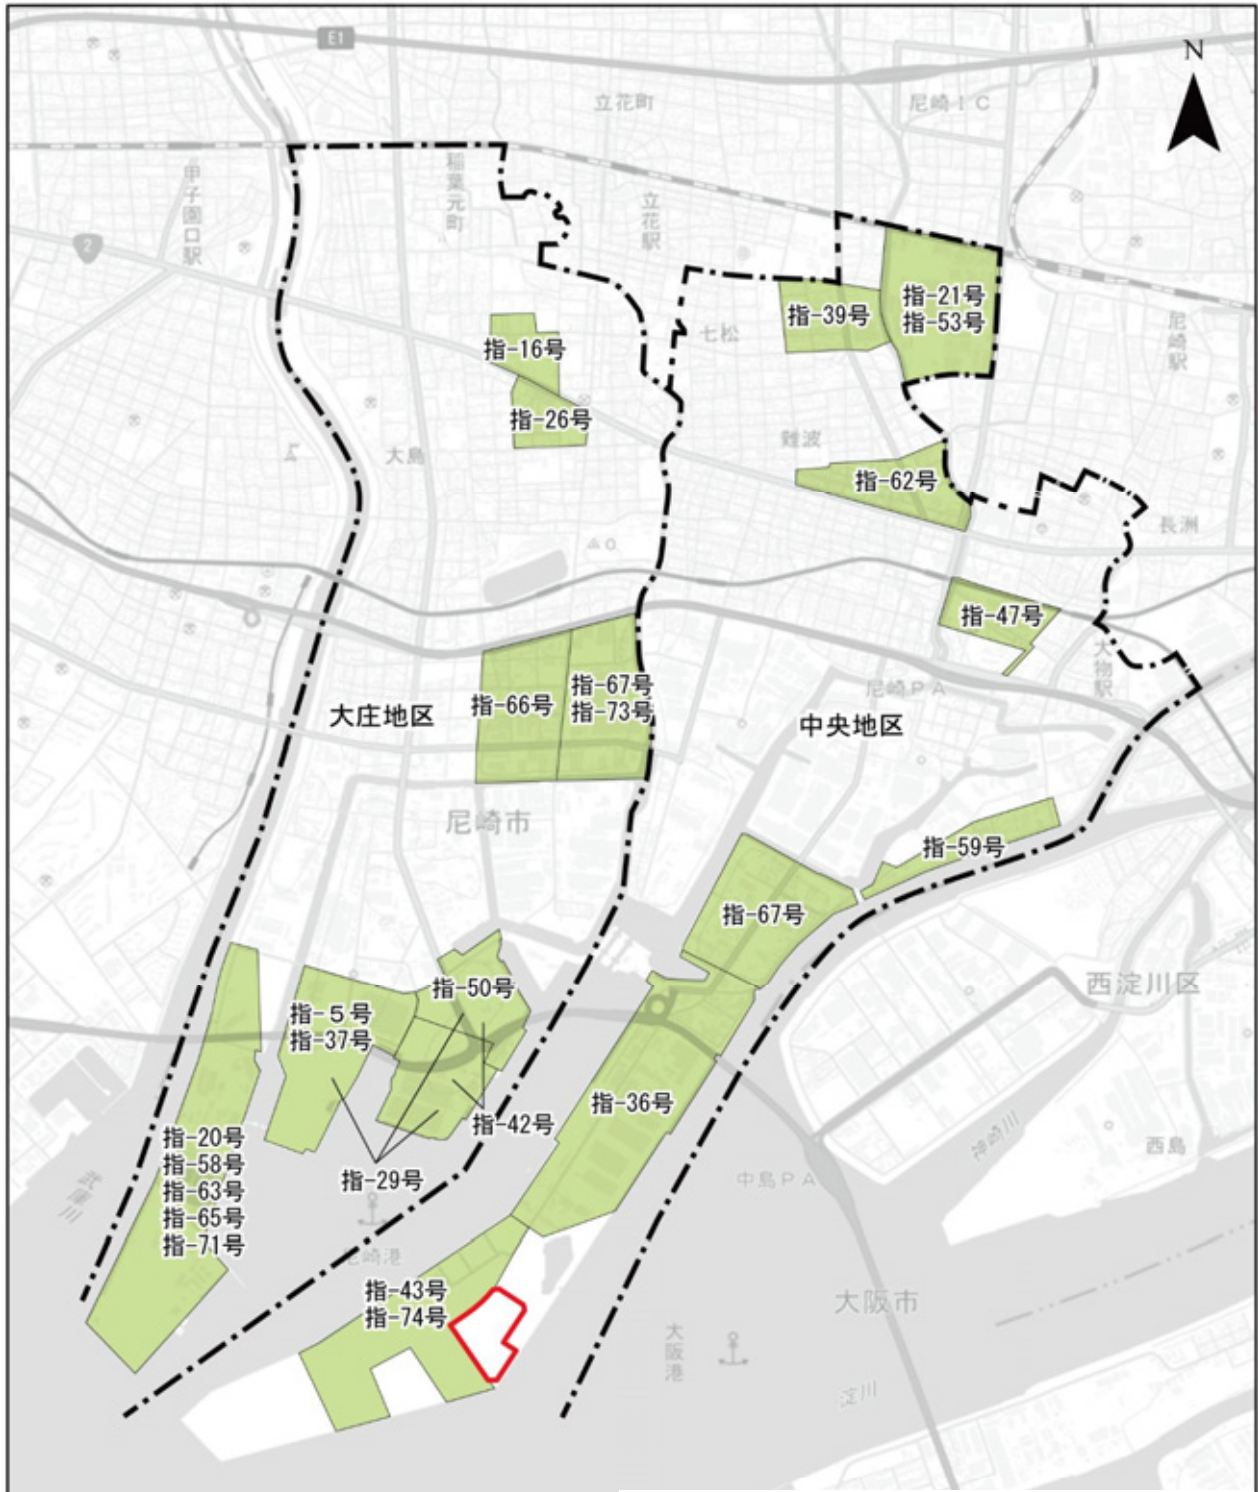 E1
N
立花町
尼崎IC
稲葉元町
甲子園口駅
立花駅
2
指-21号
指-53号
指-39号
七松
尼崎駅
指-16号
指-26号
大島
難波
指-62号
長洲
指-47号
大物駅
尼崎PA
指-66号
指-67号
指-73号
大庄地区
中央地区
尼崎市
指-59号
指-67号
指-50号
西淀川区
指-5号
指-37号
指-36号
指-42号
指-20号
指-58号
指-63号
指-65号
指-71号
指-29号
神崎川
西島
中島PA
武庫川
尼崎港
指-43号
指-74号
大阪市
大阪港
淀川